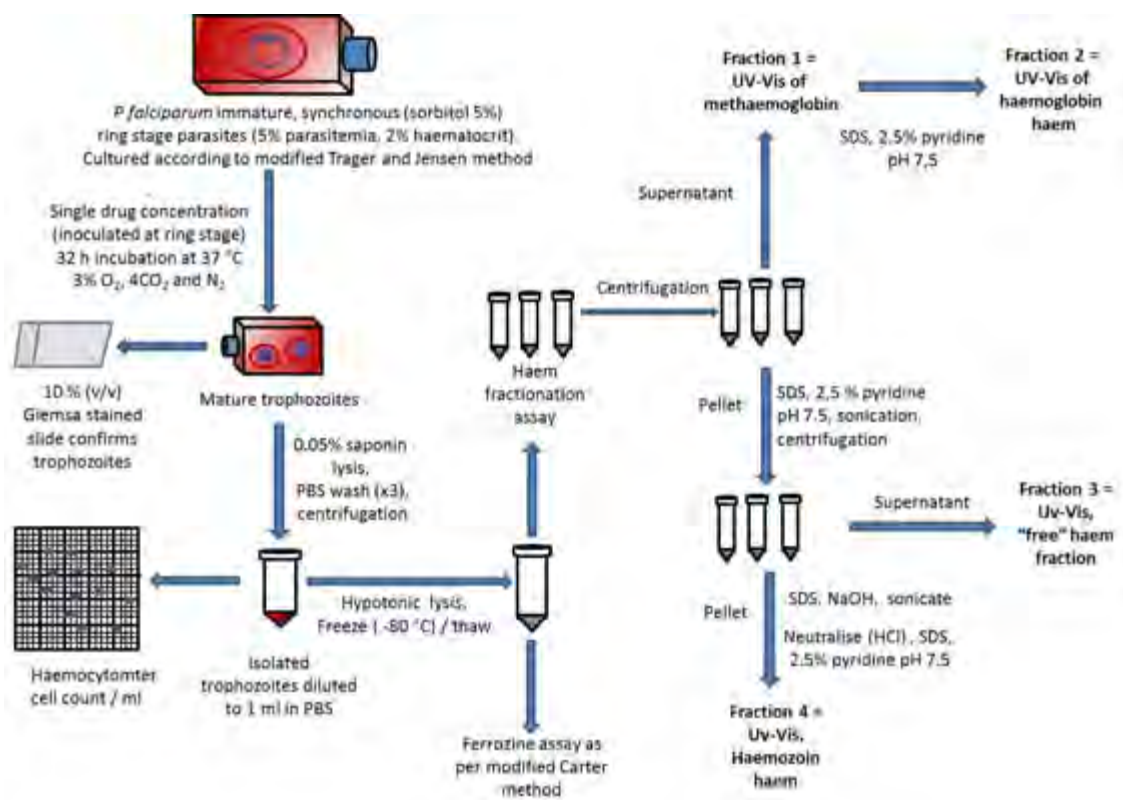 P falciparum immature, synchronous (sorbitol 5%)
ring stage parasites (5% parasitemia, 2% haematocrit).
Cultured according to modified Trager and Jensen method
Single drug concentration
(inoculated at ring stage)
32 h incubation at 37 °C
3% O₂, 4CO₂ and N₂
10 % (v/v)
Giemsa stained
slide confirms
trophozoites
Mature trophozoites
0.05% saponin
lysis,
PBS wash (x3),
centrifugation
Haemocytomter
cell count / ml
Isolated
trophozoites diluted
to 1 ml in PBS
Hypotonic lysis,
Freeze ( -80 °C) / thaw
Ferrozine assay as
per modified Carter
method
Haem
fractionation
assay
Centrifugation
Supernatant
Fraction 1 =
UV-Vis of
methaemoglobin
SDS, 2.5% pyridine
pH 7,5
Fraction 2 =
UV-Vis of
haemoglobin
haem
Pellet
SDS, 2,5 % pyridine
pH 7.5, sonication,
centrifugation
Supernatant
Fraction 3 =
Uv-Vis,
"free" haem
fraction
Pellet
SDS, NaOH, sonicate
Neutralise (HCl), SDS,
2.5% pyridine pH 7.5
Fraction 4 =
Uv-Vis,
Haemozoin
haem